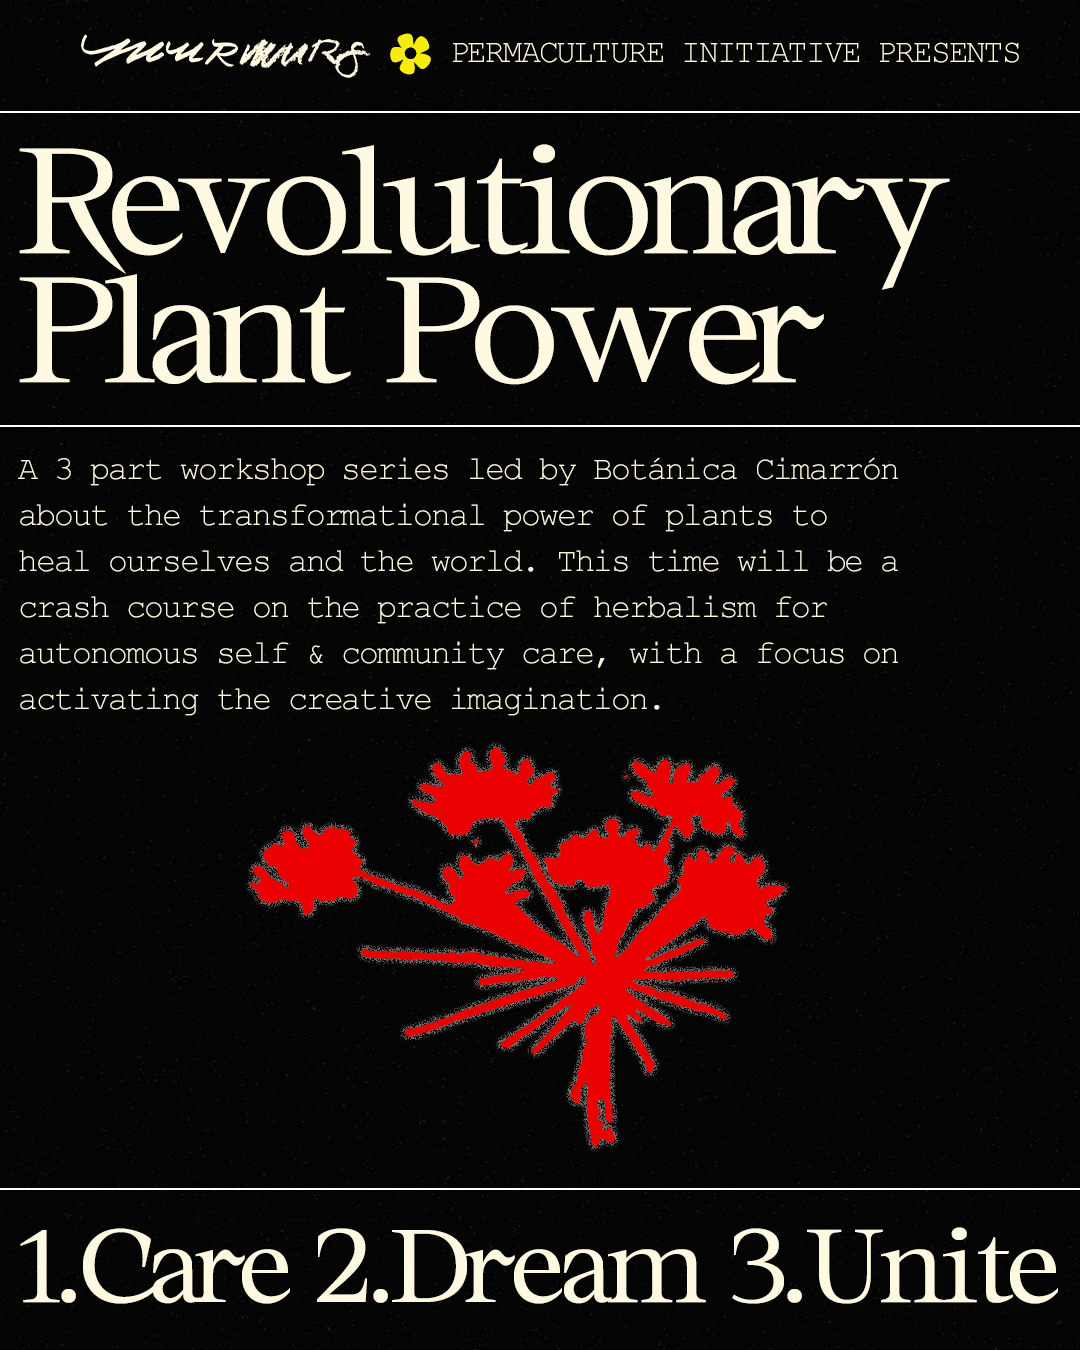 murmurs PERMACULTURE INITIATIVE PRESENTS
Revolutionary
Plant Power
A 3 part workshop series led by Botánica Cimarrón
about the transformational power of plants to
heal ourselves and the world. This time will be a
crash course on the practice of herbalism for
autonomous self & community care, with a focus on
activating the creative imagination.
1.Care 2.Dream 3.Unite